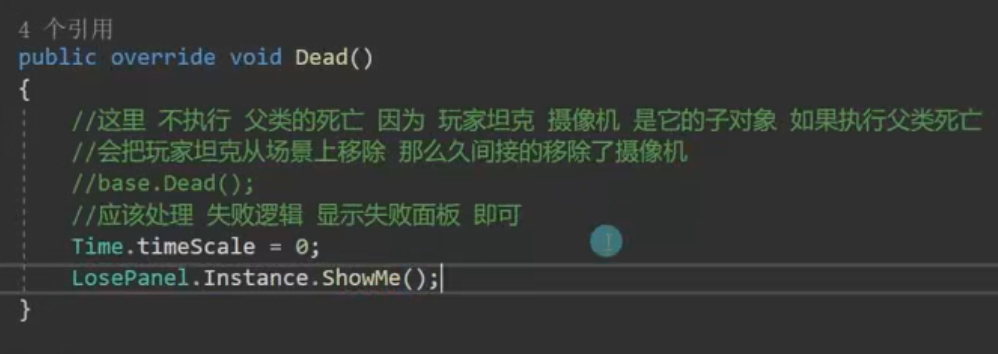 4 个引用
public override void Dead()
{
//这里 不执行 父类的死亡 因为 玩家坦克 摄像机 是它的子对象 如果执行父类死亡
//会把玩家坦克从场景上移除 那么久间接的移除了摄像机
//base.Dead();
//应该处理 失败逻辑 显示失败面板 即可
Time.timeScale = 0;
LosePanel.Instance.ShowMe();
}